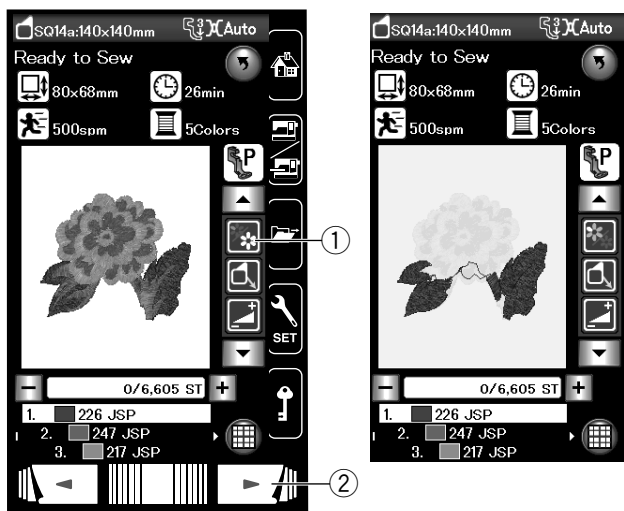 SQ14a:140x140mm
3
Auto
Ready to Sew
80x68mm
26min
500spm
5Colors
P
1
SET
0/6,605 ST
1. 226 JSP
2. 247 JSP
3. 217 JSP
2
SQ14a:140x140mm
3
Auto
Ready to Sew
80x68mm
26min
500spm
5Colors
P
0/6,605 ST
1. 226 JSP
2. 247 JSP
3. 217 JSP